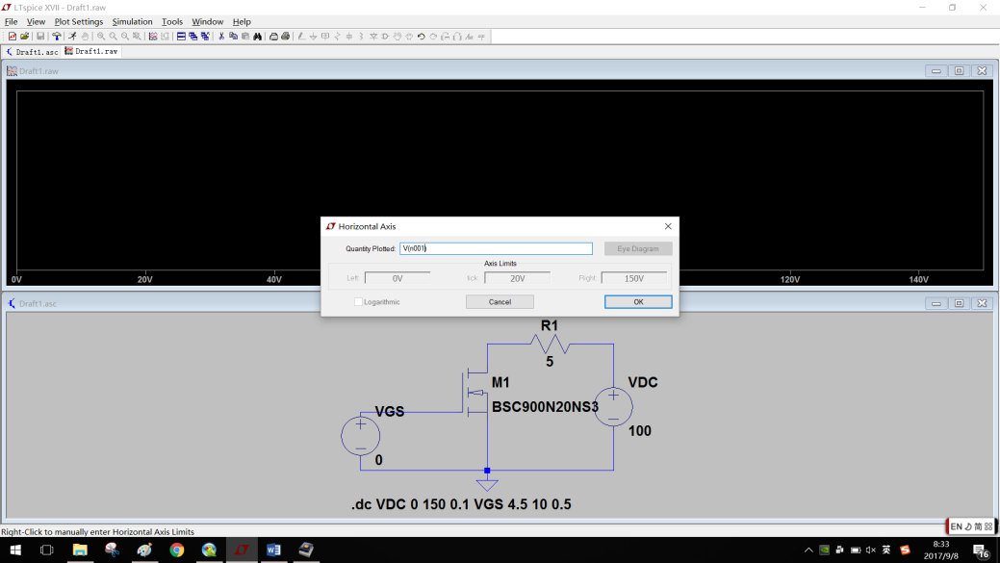 LTspice XVII - Draft1.raw
File View Plot Settings Simulation Tools Window Help
Draft1.asc Draft1.raw
Draft1.raw
0V 20V 40V 120V 140V
Horizontal Axis
Quantity Plotted: V(n001) Eye Diagram
Axis Limits
Left: 0V tick: 20V Right: 150V
Logarithmic Cancel OK
Draft1.asc
R1
5
M1
BSC900N20NS3
VDC
100
VGS
0
.dc VDC 0 150 0.1 VGS 4.5 10 0.5
Right-Click to manually enter Horizontal Axis Limits
EN 简
英
8:33
2017/9/8
16